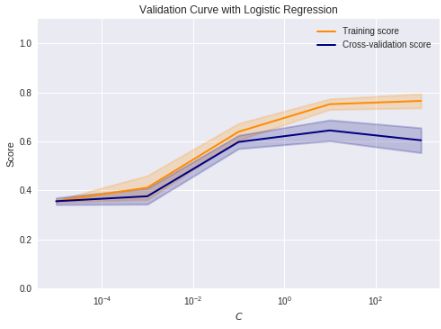 Validation Curve with Logistic Regression
Training score
Cross-validation score
1.0
0.8
0.6
0.4
0.2
0.0
Score
10⁻⁴
10⁻²
10⁰
10²
C